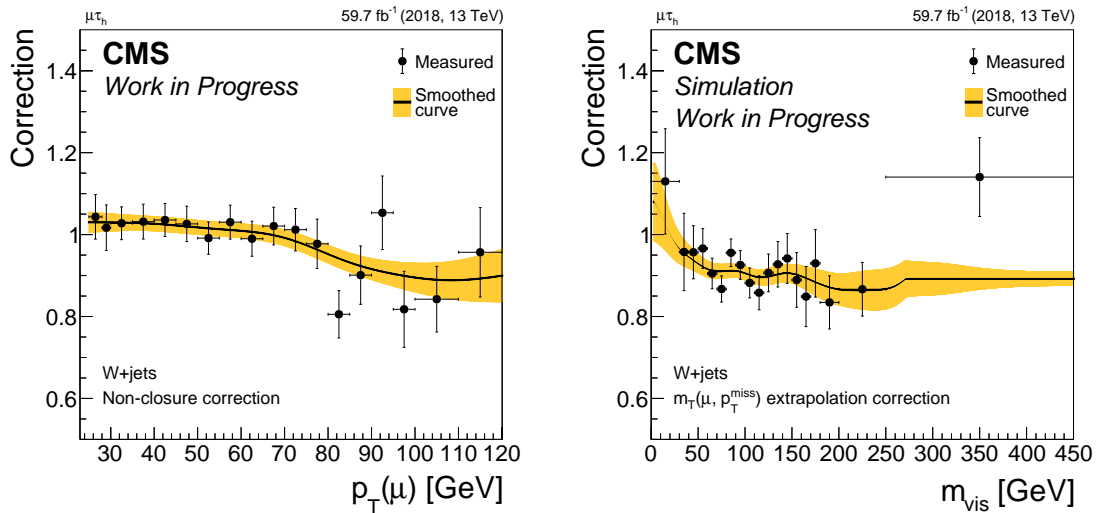 μτh
59.7 fb⁻¹ (2018, 13 TeV)
CMS
Work in Progress
Measured
Smoothed
curve
Correction
1.4
1.2
1
0.8
0.6
W+jets
Non-closure correction
30 40 50 60 70 80 90 100 110 120
pT(μ) [GeV]
μτh
59.7 fb⁻¹ (2018, 13 TeV)
CMS
Simulation
Work in Progress
Measured
Smoothed
curve
Correction
1.4
1.2
1
0.8
0.6
W+jets
mT(μ, pTmiss) extrapolation correction
0 50 100 150 200 250 300 350 400 450
mvis [GeV]